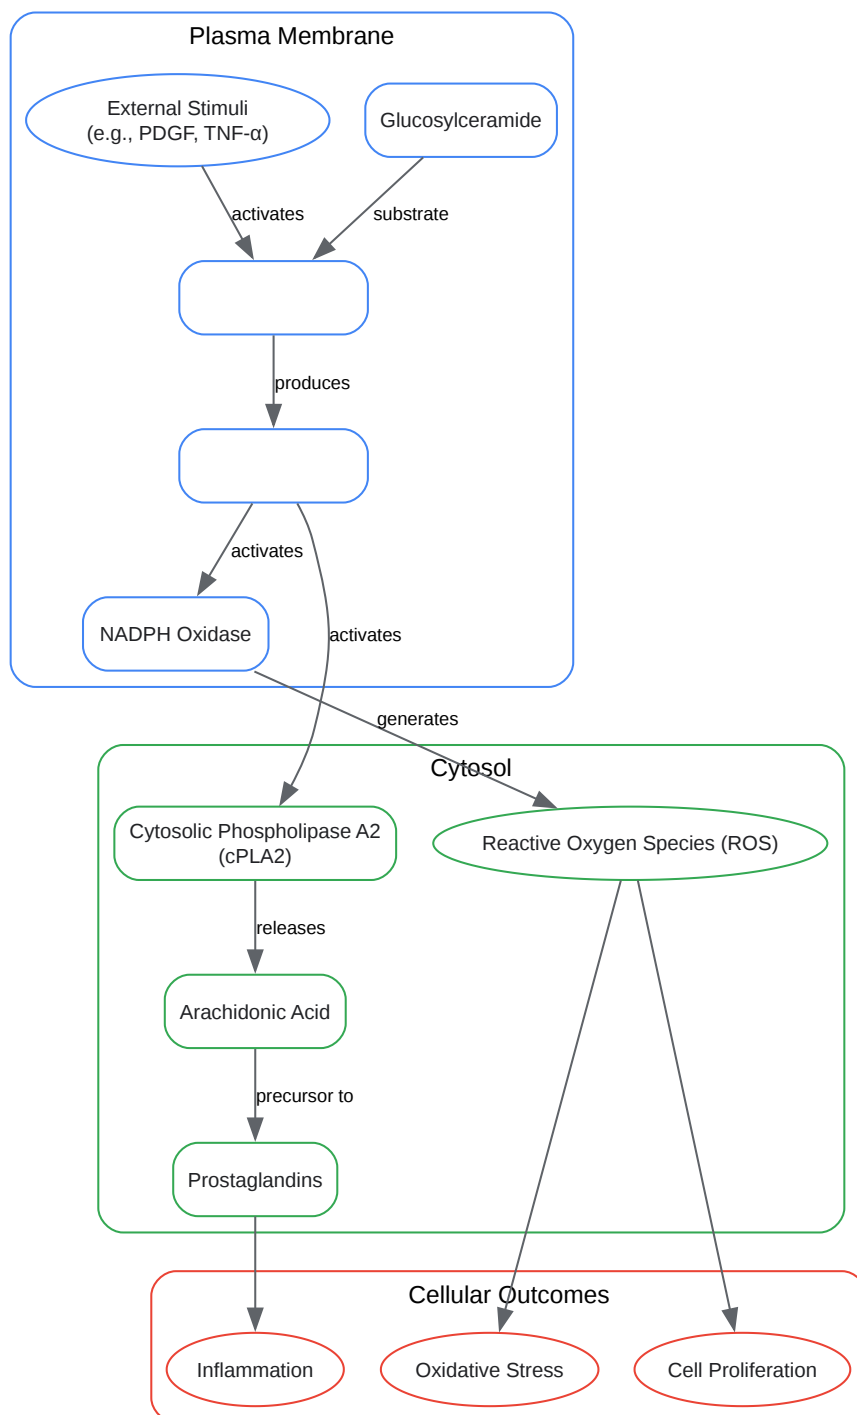 Plasma Membrane
External Stimuli
(e.g., PDGF, TNF-α)
Glucosylceramide
activates
substrate
produces
activates
activates
NADPH Oxidase
generates
Cytosol
Cytosolic Phospholipase A2
(cPLA2)
Reactive Oxygen Species (ROS)
releases
Arachidonic Acid
precursor to
Prostaglandins
Cellular Outcomes
Inflammation
Oxidative Stress
Cell Proliferation